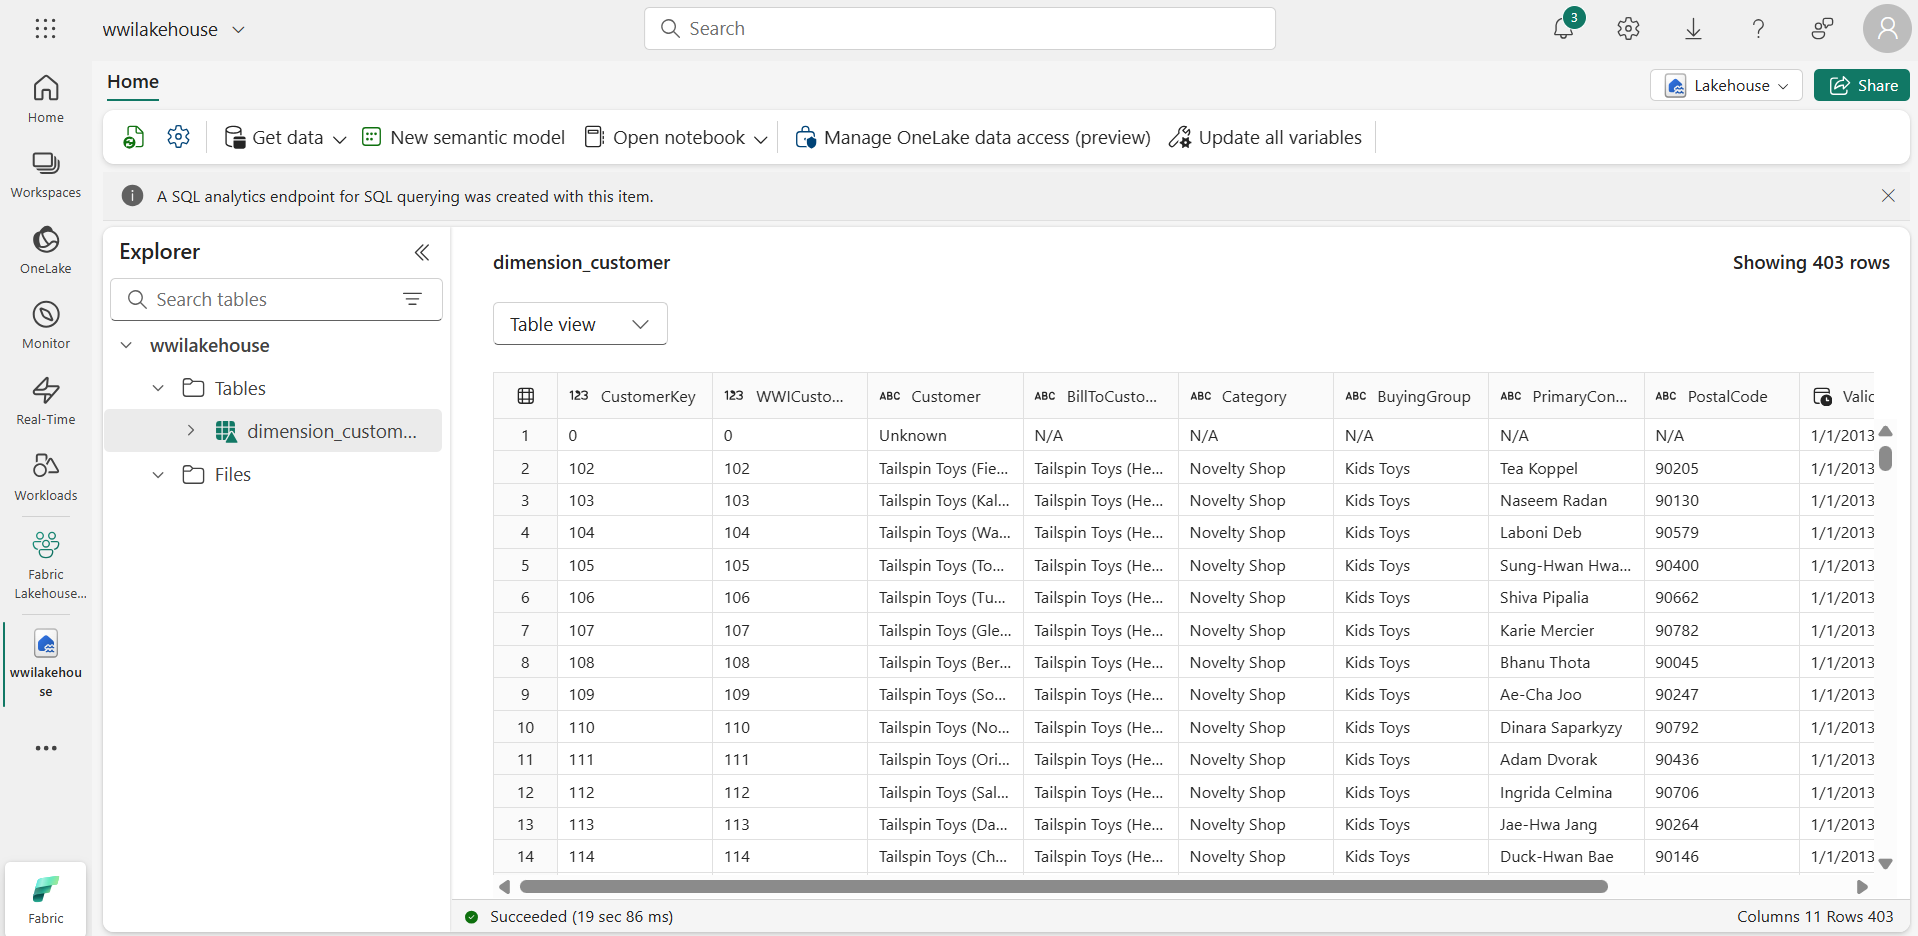 wwilakehouse
Search
3
Home
Lakehouse
Share
Get data
New semantic model
Open notebook
Manage OneLake data access (preview)
Update all variables
A SQL analytics endpoint for SQL querying was created with this item.
Home
Workspaces
OneLake
Monitor
Real-Time
Workloads
Fabric
Lakehouse...
wwilakehou
se
Fabric
Explorer
Search tables
wwilakehouse
Tables
dimension_custom...
Files
dimension_customer
Showing 403 rows
Table view
123 CustomerKey 123 WWICusto... ABC Customer ABC BillToCusto... ABC Category ABC BuyingGroup ABC PrimaryCon... ABC PostalCode Valid
1 0 0 Unknown N/A N/A N/A N/A N/A 1/1/2013
2 102 102 Tailspin Toys (Fie... Tailspin Toys (He... Novelty Shop Kids Toys Tea Koppel 90205 1/1/2013
3 103 103 Tailspin Toys (Kal... Tailspin Toys (He... Novelty Shop Kids Toys Naseem Radan 90130 1/1/2013
4 104 104 Tailspin Toys (Wa... Tailspin Toys (He... Novelty Shop Kids Toys Laboni Deb 90579 1/1/2013
5 105 105 Tailspin Toys (To... Tailspin Toys (He... Novelty Shop Kids Toys Sung-Hwan Hwa... 90400 1/1/2013
6 106 106 Tailspin Toys (Tu... Tailspin Toys (He... Novelty Shop Kids Toys Shiva Pipalia 90662 1/1/2013
7 107 107 Tailspin Toys (Gle... Tailspin Toys (He... Novelty Shop Kids Toys Karie Mercier 90782 1/1/2013
8 108 108 Tailspin Toys (Ber... Tailspin Toys (He... Novelty Shop Kids Toys Bhanu Thota 90045 1/1/2013
9 109 109 Tailspin Toys (So... Tailspin Toys (He... Novelty Shop Kids Toys Ae-Cha Joo 90247 1/1/2013
10 110 110 Tailspin Toys (No... Tailspin Toys (He... Novelty Shop Kids Toys Dinara Saparkyzy 90792 1/1/2013
11 111 111 Tailspin Toys (Ori... Tailspin Toys (He... Novelty Shop Kids Toys Adam Dvorak 90436 1/1/2013
12 112 112 Tailspin Toys (Sal... Tailspin Toys (He... Novelty Shop Kids Toys Ingrida Celmina 90706 1/1/2013
13 113 113 Tailspin Toys (Da... Tailspin Toys (He... Novelty Shop Kids Toys Jae-Hwa Jang 90264 1/1/2013
14 114 114 Tailspin Toys (Ch... Tailspin Toys (He... Novelty Shop Kids Toys Duck-Hwan Bae 90146 1/1/2013
Succeeded (19 sec 86 ms)
Columns 11 Rows 403